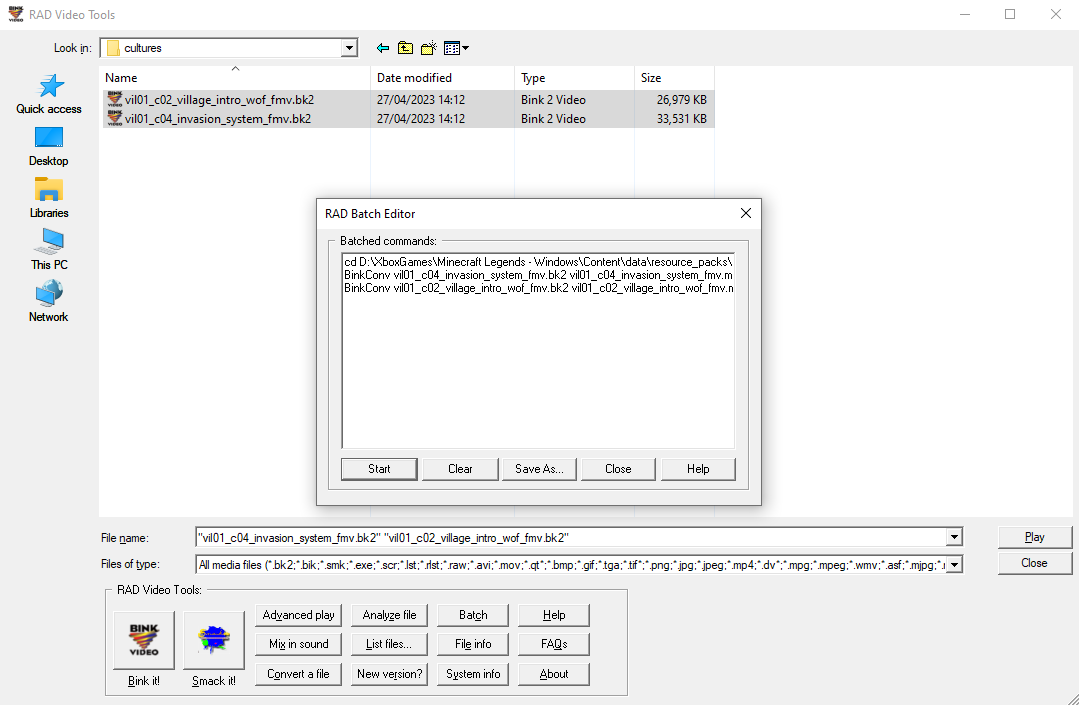 RAD Video Tools
Look in: cultures
Name Date modified Type Size
Quick access
Desktop
Libraries
This PC
Network
vil01_c02_village_intro_wof_fmv.bk2 27/04/2023 14:12 Bink 2 Video 26,979 KB
vil01_c04_invasion_system_fmv.bk2 27/04/2023 14:12 Bink 2 Video 33,531 KB
RAD Batch Editor
Batched commands:
cd D:\XboxGames\Minecraft Legends - Windows\Content\data\resource_packs\
BinkConv vil01_c04_invasion_system_fmv.bk2 vil01_c04_invasion_system_fmv.m
BinkConv vil01_c02_village_intro_wof_fmv.bk2 vil01_c02_village_intro_wof_fmv.m
Start Clear Save As... Close Help
File name: "vil01_c04_invasion_system_fmv.bk2" "vil01_c02_village_intro_wof_fmv.bk2" Play
Files of type: All media files (*.bk2;*.bik;*.smk;*.exe;*.scr;*.lst;*.rlst;*.raw;*.avi;*.mov;*.qt*;*.bmp;*.gif;*.tga;*.tif*;*.png;*.jpg;*.jpeg;*.mp4;*.dv*;*.mpg;*.mpeg;*.wmv;*.asf;*.mjpg;*. Close
RAD Video Tools:
BINK VIDEO
Bink it! Smack it!
Advanced play Analyze file Batch Help
Mix in sound List files... File info FAQs
Convert a file New version? System info About